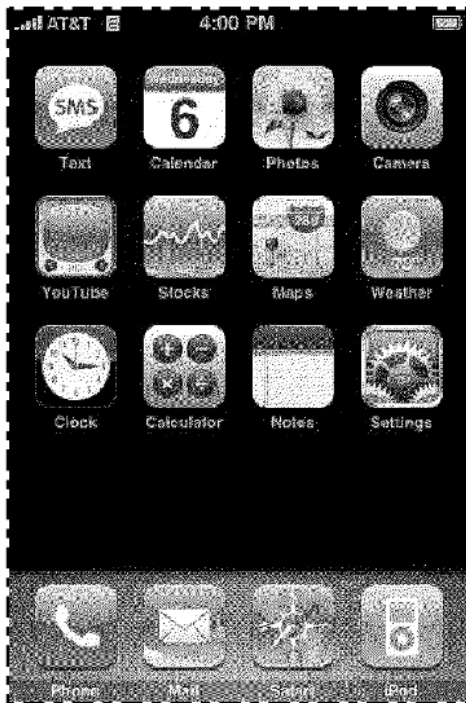 AT&T E 4:00 PM
SMS 6
Text Calendar Photos Camera
280
YouTube Stocks Maps Weather
Clock Calculator Notes Settings
Phone Mail Safari iPod